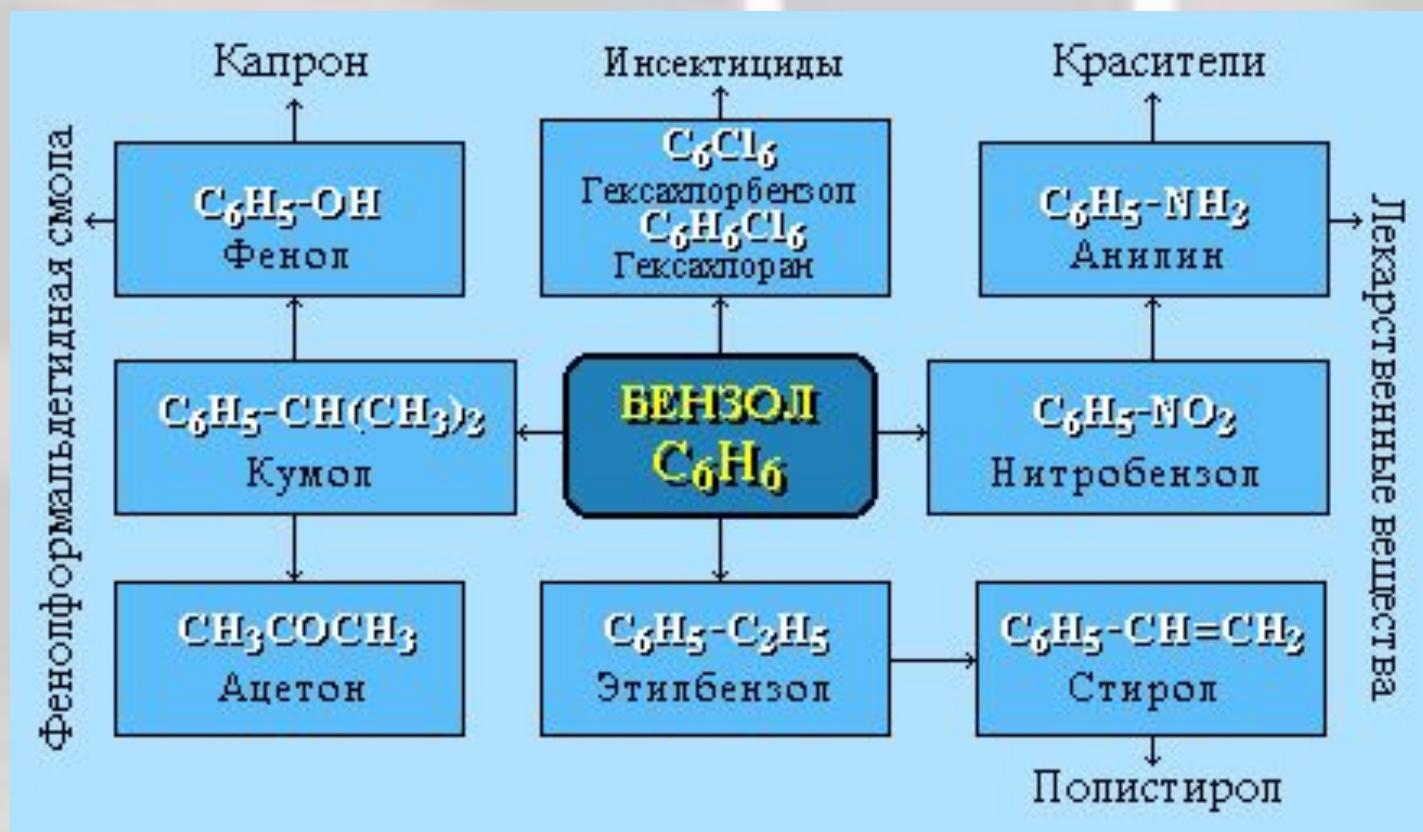 Капрон
Инсектициды
Красители
Фенолформальдегидная смола
C₆H₅-OH
Фенол
C₆Cl₆
Гексахлорбензол
C₆H₆Cl₆
Гексахлоран
C₆H₅-NH₂
Анилин
Лекарственные вещества
C₆H₅-CH(CH₃)₂
Кумол
БЕНЗОЛ
C₆H₆
C₆H₅-NO₂
Нитробензол
CH₃COCH₃
Ацетон
C₆H₅-C₂H₅
Этилбензол
C₆H₅-CH=CH₂
Стирол
Полистирол